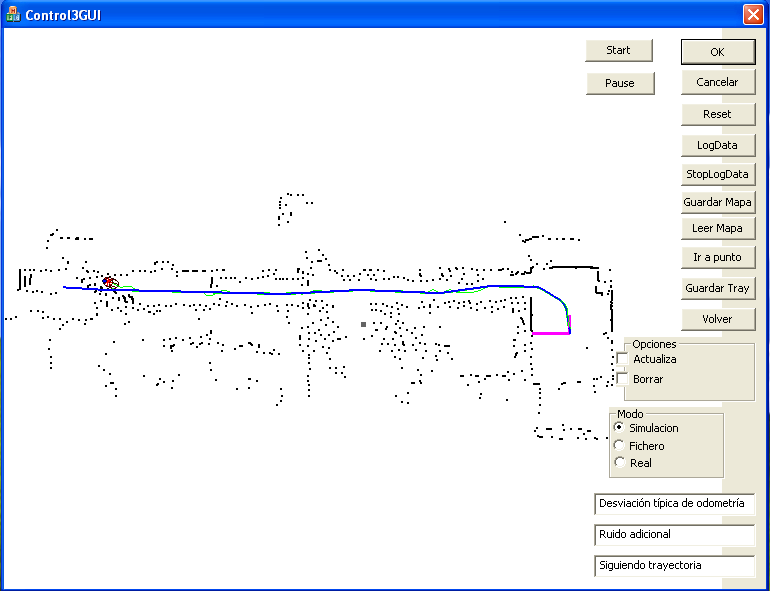 Control3GUI
Start
OK
Pause
Cancelar
Reset
LogData
StopLogData
Guardar Mapa
Leer Mapa
Ir a punto
Guardar Tray
Volver
Opciones
Actualiza
Borrar
Modo
Simulacion
Fichero
Real
Desviación típica de odometría
Ruido adicional
Siguiendo trayectoria